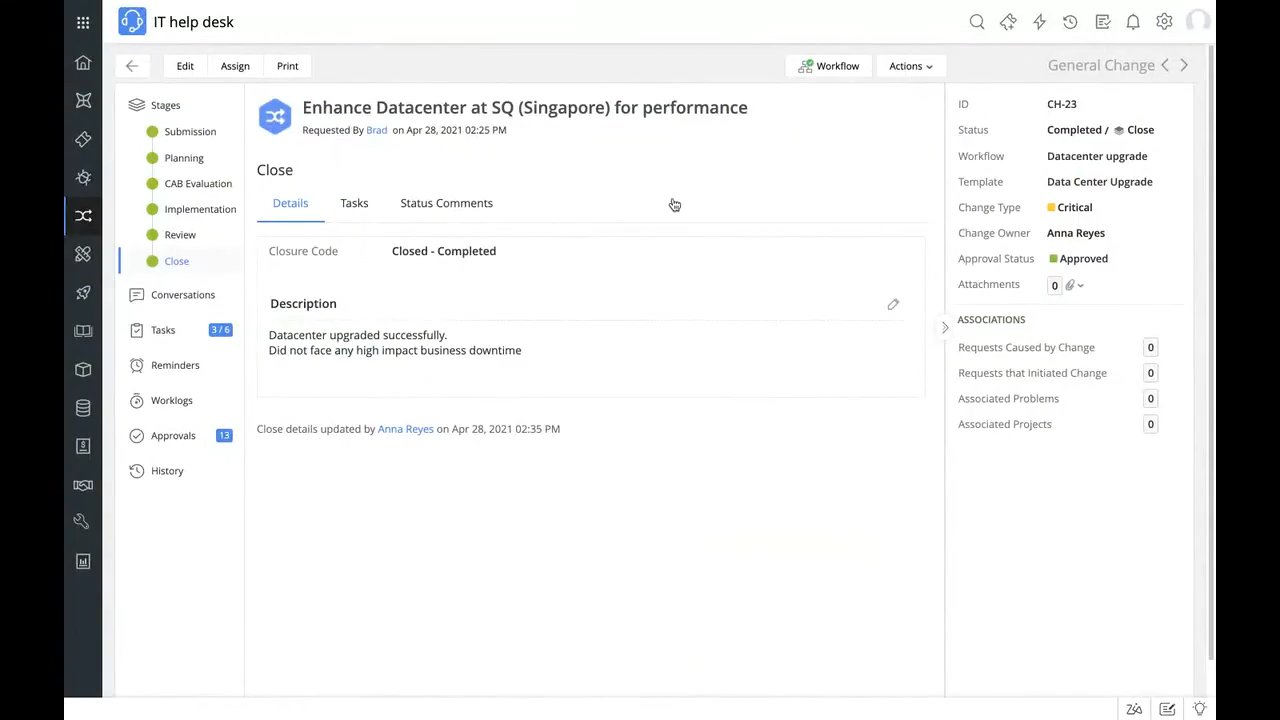 IT help desk
Edit Assign Print Workflow Actions General Change
Stages
Submission
Planning
CAB Evaluation
Implementation
Review
Close
Conversations
Tasks 3 / 6
Reminders
Worklogs
Approvals 13
History
Enhance Datacenter at SQ (Singapore) for performance
Requested By Brad on Apr 28, 2021 02:25 PM
Close
Details Tasks Status Comments
Closure Code Closed - Completed
Description
Datacenter upgraded successfully.
Did not face any high impact business downtime
Close details updated by Anna Reyes on Apr 28, 2021 02:35 PM
ID CH-23
Status Completed / Close
Workflow Datacenter upgrade
Template Data Center Upgrade
Change Type Critical
Change Owner Anna Reyes
Approval Status Approved
Attachments 0
ASSOCIATIONS
Requests Caused by Change 0
Requests that Initiated Change 0
Associated Problems 0
Associated Projects 0